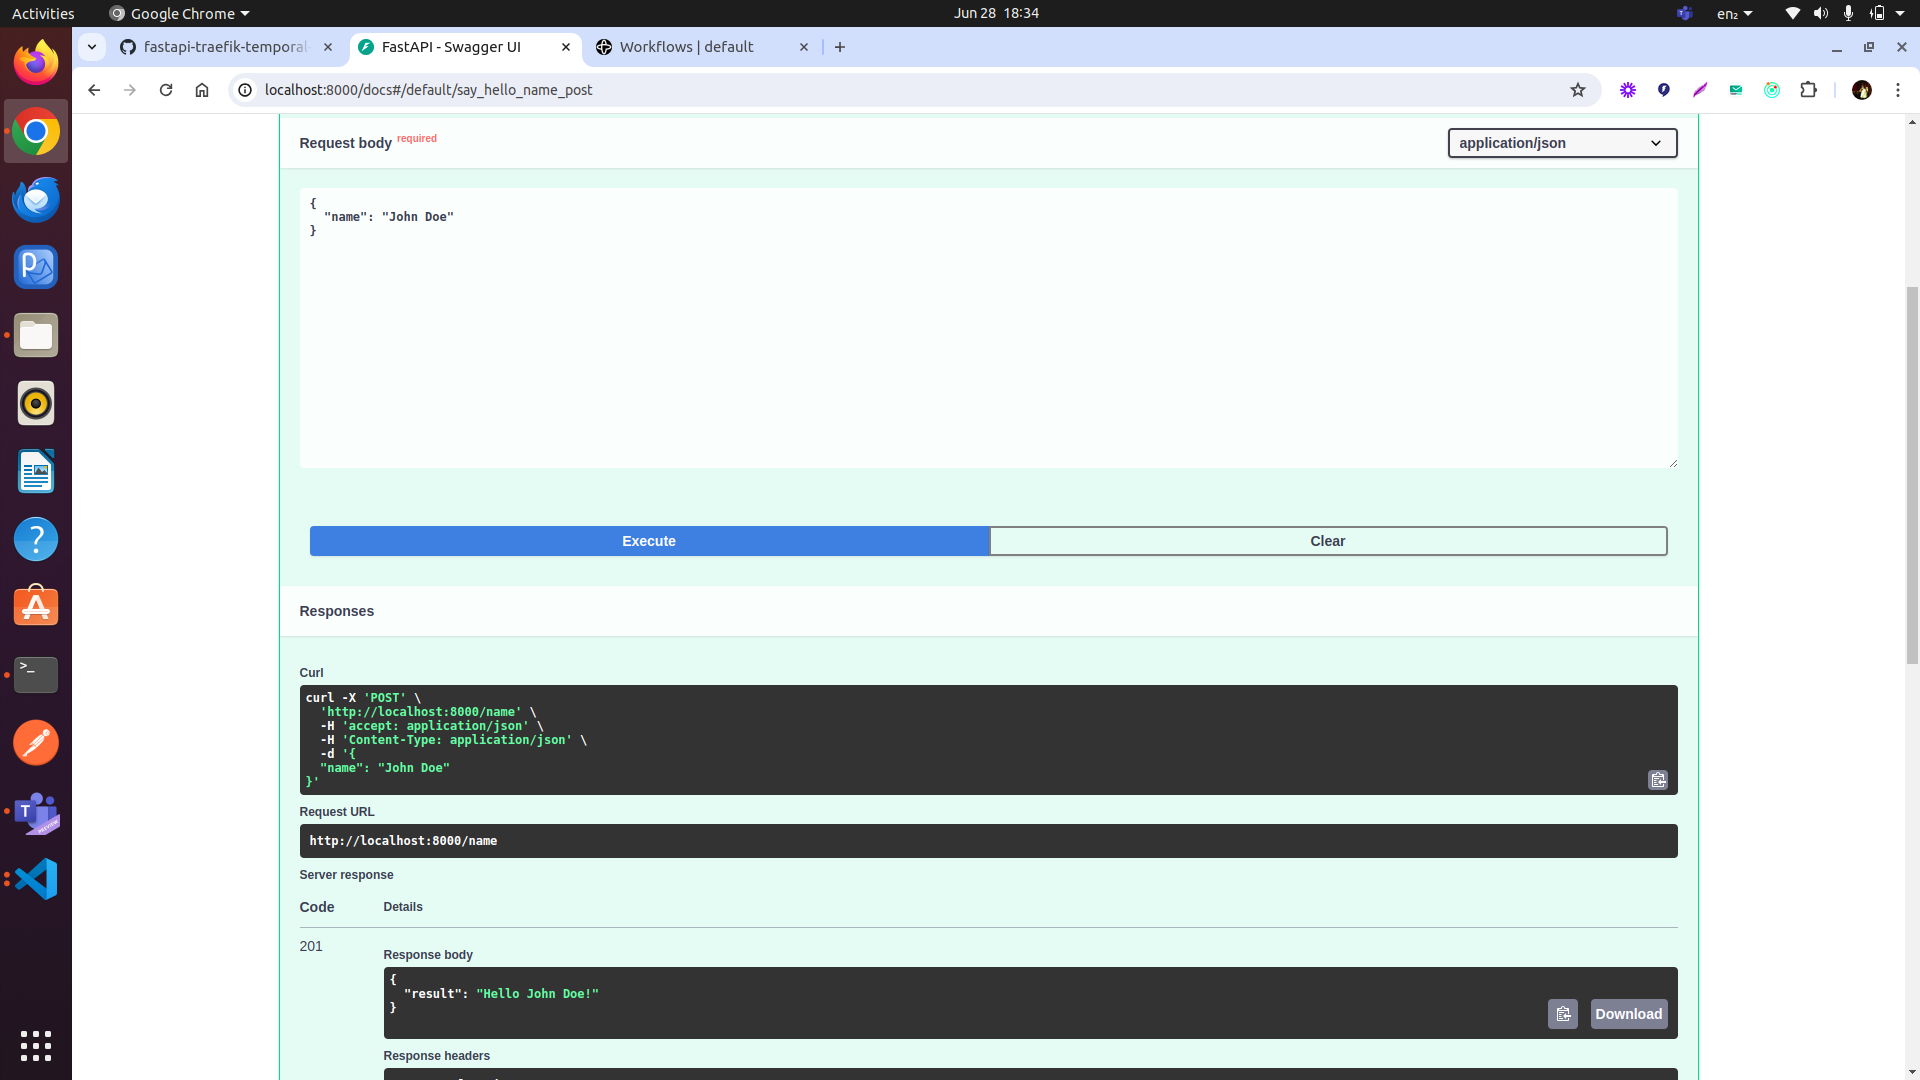 Activities
Google Chrome
Jun 28 18:34
en₂
fastapi-traefik-temporal-
FastAPI - Swagger UI
Workflows | default
localhost:8000/docs#/default/say_hello_name_post
Request body required
application/json
{
"name": "John Doe"
}
Execute
Clear
Responses
Curl
curl -X 'POST' \
'http://localhost:8000/name' \
-H 'accept: application/json' \
-H 'Content-Type: application/json' \
-d '{
"name": "John Doe"
}'
Request URL
http://localhost:8000/name
Server response
Code
Details
201
Response body
{
"result": "Hello John Doe!"
}
Download
Response headers